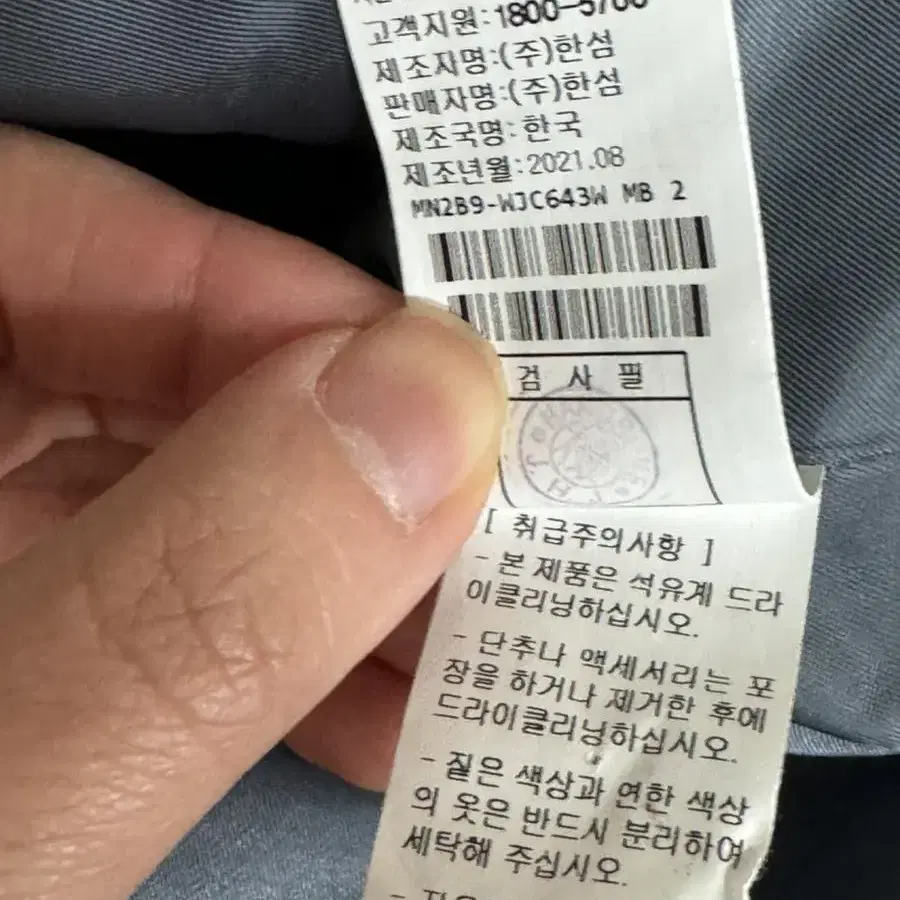 고객지원:1800-5700
제조자명:(주)한섬
판매자명:(주)한섬
제조국명:한국
제조년월:2021.08
MN2B9-WJC643W MB 2
검 사 필
[ 취급주의사항 ]
- 본 제품은 석유계 드라
이클리닝하십시오.
- 단추나 액세서리는 포
장을 하거나 제거한 후에
드라이클리닝하십시오.
- 짙은 색상과 연한 색상
의 옷은 반드시 분리하여
세탁해 주십시오.